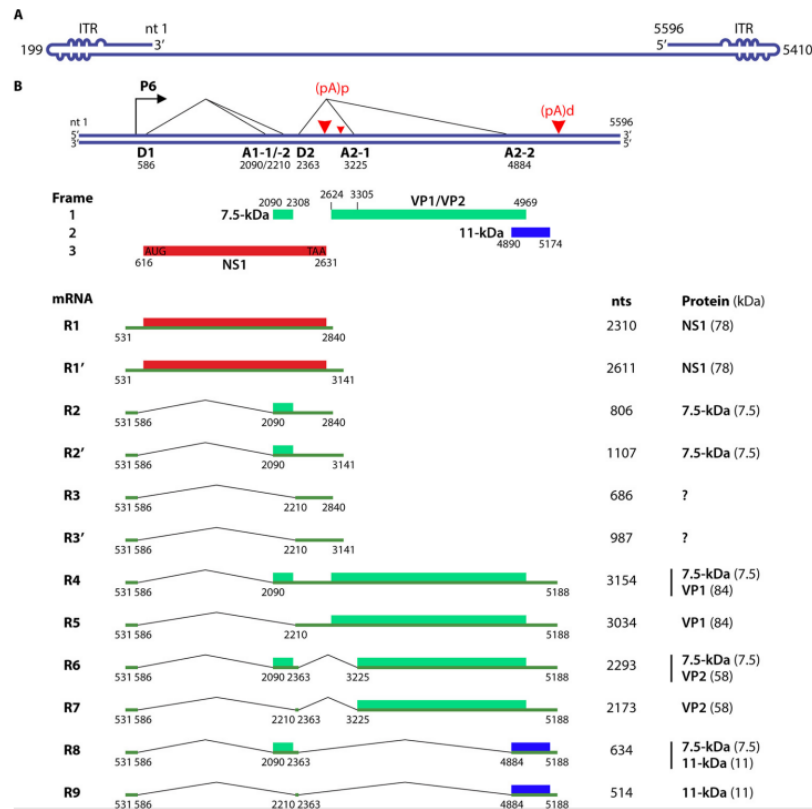 A
ITR nt 1 5596 ITR
199 3′ 5′ 5410
B
P6 (pA)p (pA)d
nt 1 5596
5′ 3′
3′ 5′
D1 A1-1/-2 D2 A2-1 A2-2
586 2090/2210 2363 3225 4884
Frame 2090 2308 2624 3305 VP1/VP2 4969
1 7.5-kDa
2 11-kDa
4890 5174
3 AUG TAA
616 NS1 2631
mRNA nts Protein (kDa)
R1 2310 NS1 (78)
531 2840
R1′ 2611 NS1 (78)
531 3141
R2 806 7.5-kDa (7.5)
531 586 2090 2840
R2′ 1107 7.5-kDa (7.5)
531 586 2090 3141
R3 686 ?
531 586 2210 2840
R3′ 987 ?
531 586 2210 3141
R4 3154 7.5-kDa (7.5)
VP1 (84)
531 586 2090 5188
R5 3034 VP1 (84)
531 586 2210 5188
R6 2293 7.5-kDa (7.5)
VP2 (58)
531 586 2090 2363 3225 5188
R7 2173 VP2 (58)
531 586 2210 2363 3225 5188
R8 634 7.5-kDa (7.5)
11-kDa (11)
531 586 2090 2363 4884 5188
R9 514 11-kDa (11)
531 586 2210 2363 4884 5188